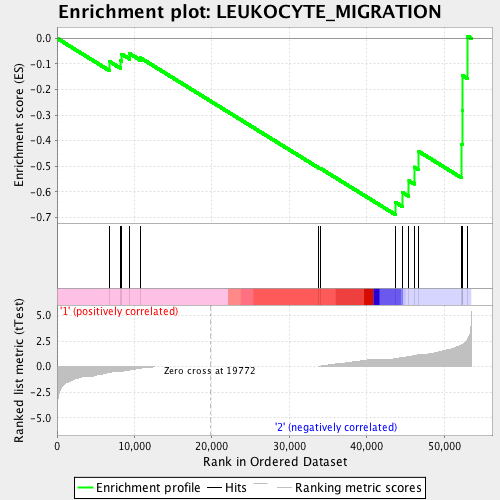 Enrichment plot: LEUKOCYTE_MIGRATION
Enrichment score (ES)
0.0
-0.1
-0.2
-0.3
-0.4
-0.5
-0.6
-0.7
'1' (positively correlated)
Ranked list metric (tTest)
5.0
2.5
0.0
-2.5
-5.0
Zero cross at 19772
'2' (negatively correlated)
0 10,000 20,000 30,000 40,000 50,000
Rank in Ordered Dataset
Enrichment profile Hits Ranking metric scores